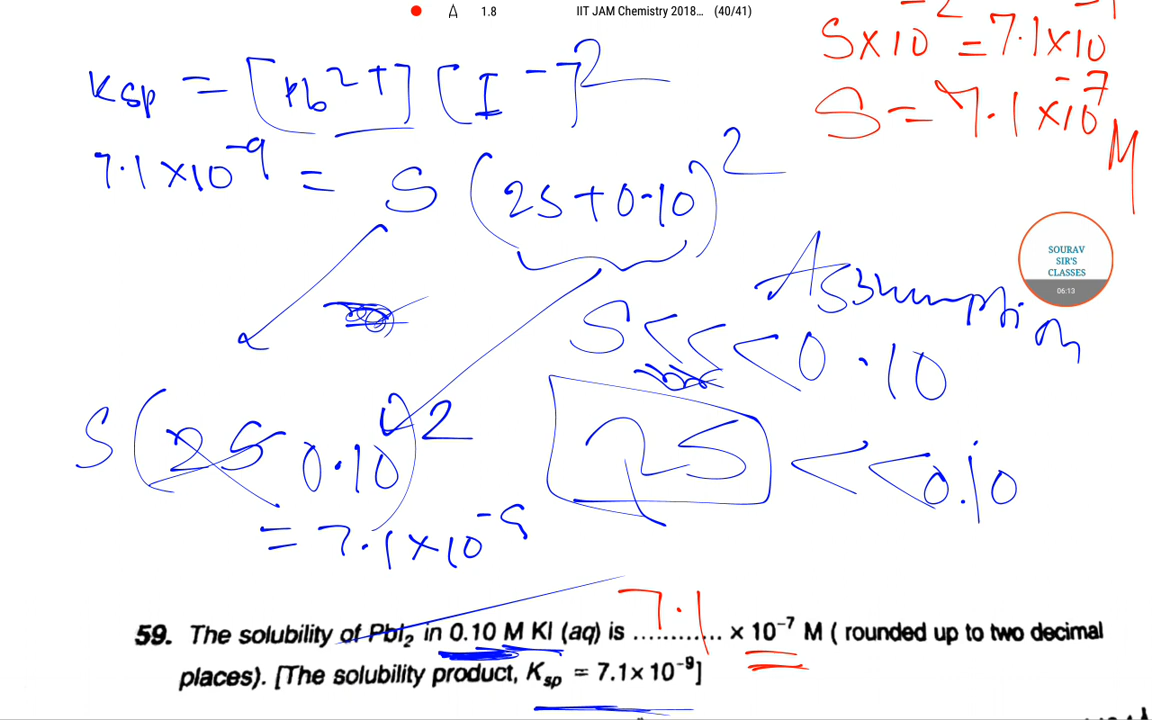 1.8 IIT JAM Chemistry 2018... (40/41)
S×10⁻² = 7.1×10
S = 7.1×10⁻⁷ M
Ksp = [Pb²⁺] [I⁻]²
7.1×10⁻⁹ = S (2S+0.10)²
SOURAV
SIR'S
CLASSES
06:13
Assumption
S <<< 0.10
S (2S 0.10)²
2S << 0.10
= 7.1×10⁻⁹
7.1
59. The solubility of PbI₂ in 0.10 M KI (aq) is ............ × 10⁻⁷ M ( rounded up to two decimal
places). [The solubility product, Ksp = 7.1× 10⁻⁹]